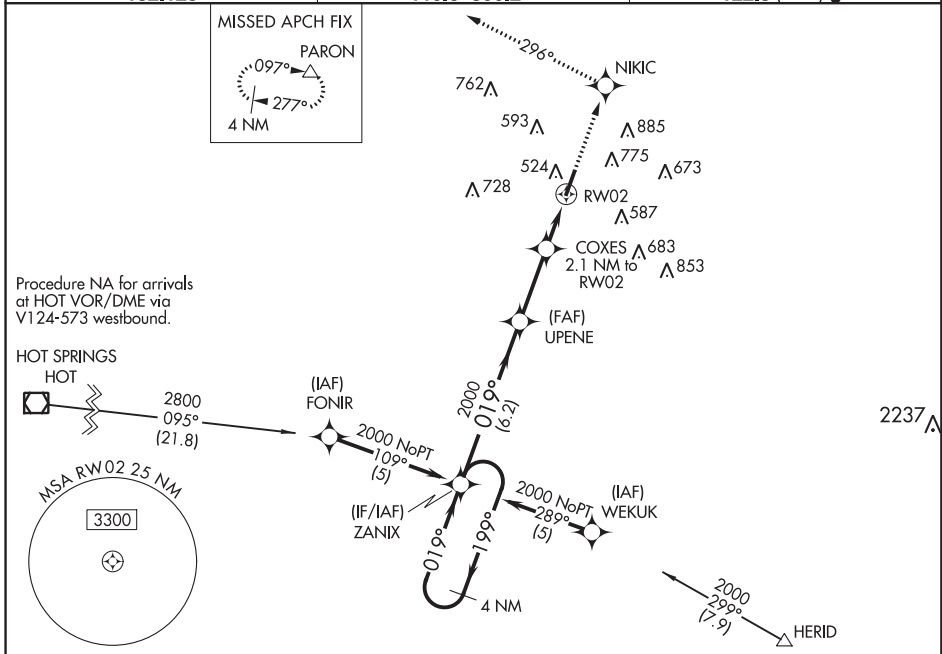 MISSED APCH FIX
PARON
097°
277°
4 NM
296°
NIKIC
762
593
885
524
775
673
728
RW02
587
COXES
2.1 NM to
RW02
683
853
Procedure NA for arrivals
at HOT VOR/DME via
V124-573 westbound.
(FAF)
UPENE
HOT SPRINGS
HOT
2800
095°
(21.8)
(IAF)
FONIR
2000
019°
(6.2)
2237
2000 NoPT
109°
(5)
MSA RW02 25 NM
3300
(IF/IAF)
ZANIX
2000 NoPT
289°
(5)
(IAF)
WEKUK
019°
199°
4 NM
2000
299°
(7.9)
HERID